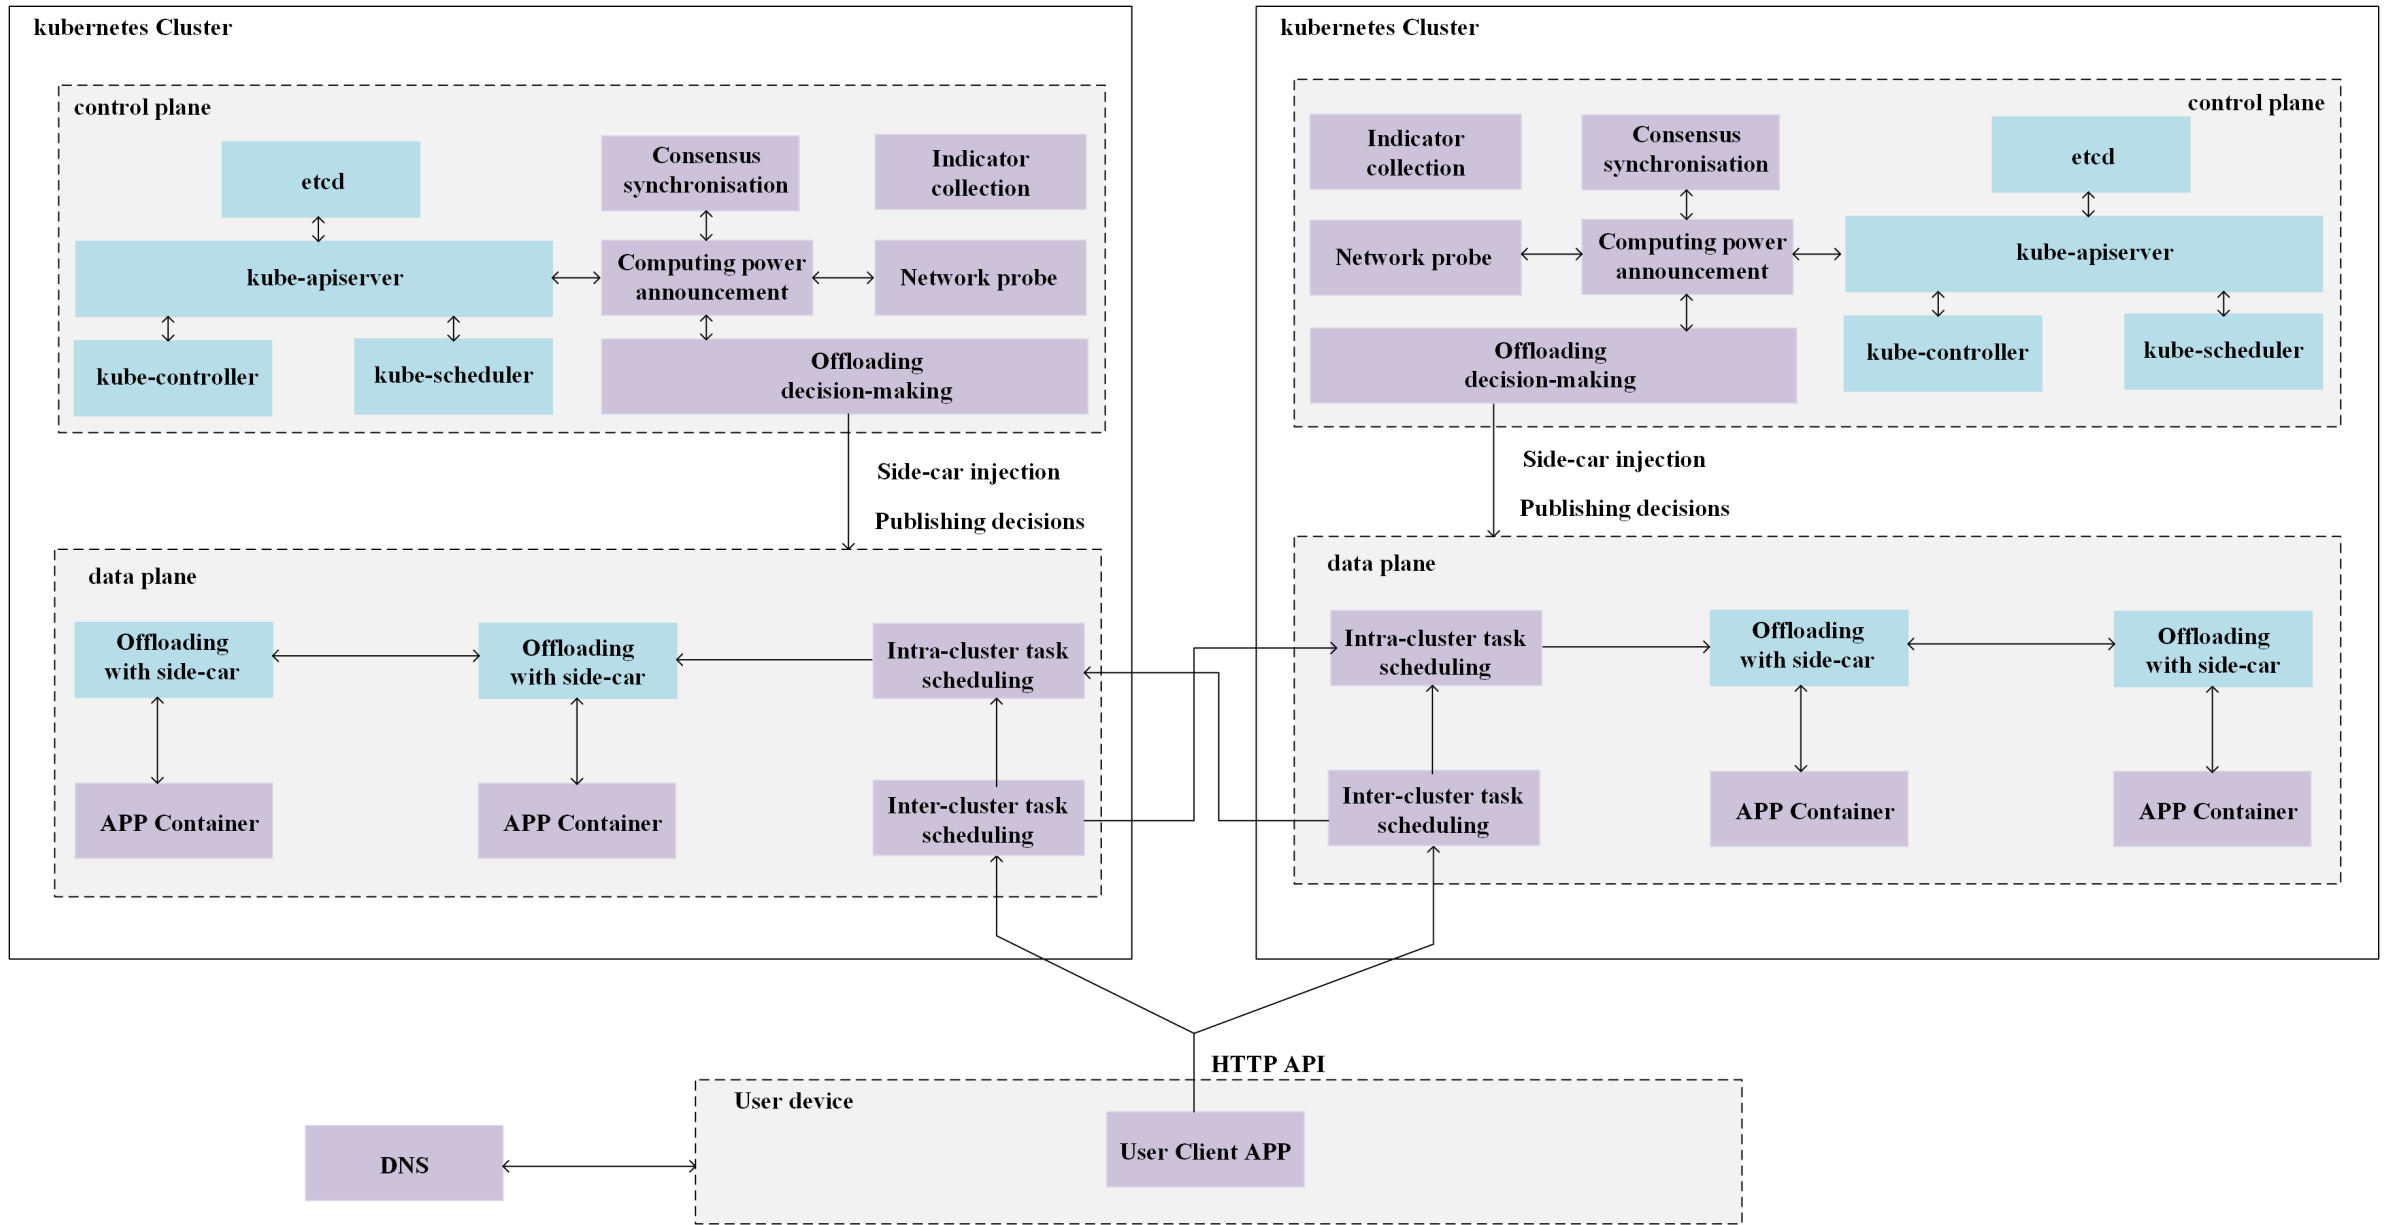 kubernetes Cluster
control plane
etcd
Consensus
synchronisation
Indicator
collection
kube-apiserver
Computing power
announcement
Network probe
kube-controller
kube-scheduler
Offloading
decision-making
Side-car injection
Publishing decisions
data plane
Offloading
with side-car
Offloading
with side-car
Intra-cluster task
scheduling
APP Container
APP Container
Inter-cluster task
scheduling
kubernetes Cluster
control plane
Indicator
collection
Consensus
synchronisation
etcd
Network probe
Computing power
announcement
kube-apiserver
Offloading
decision-making
kube-controller
kube-scheduler
Side-car injection
Publishing decisions
data plane
Intra-cluster task
scheduling
Offloading
with side-car
Offloading
with side-car
Inter-cluster task
scheduling
APP Container
APP Container
HTTP API
User device
DNS
User Client APP